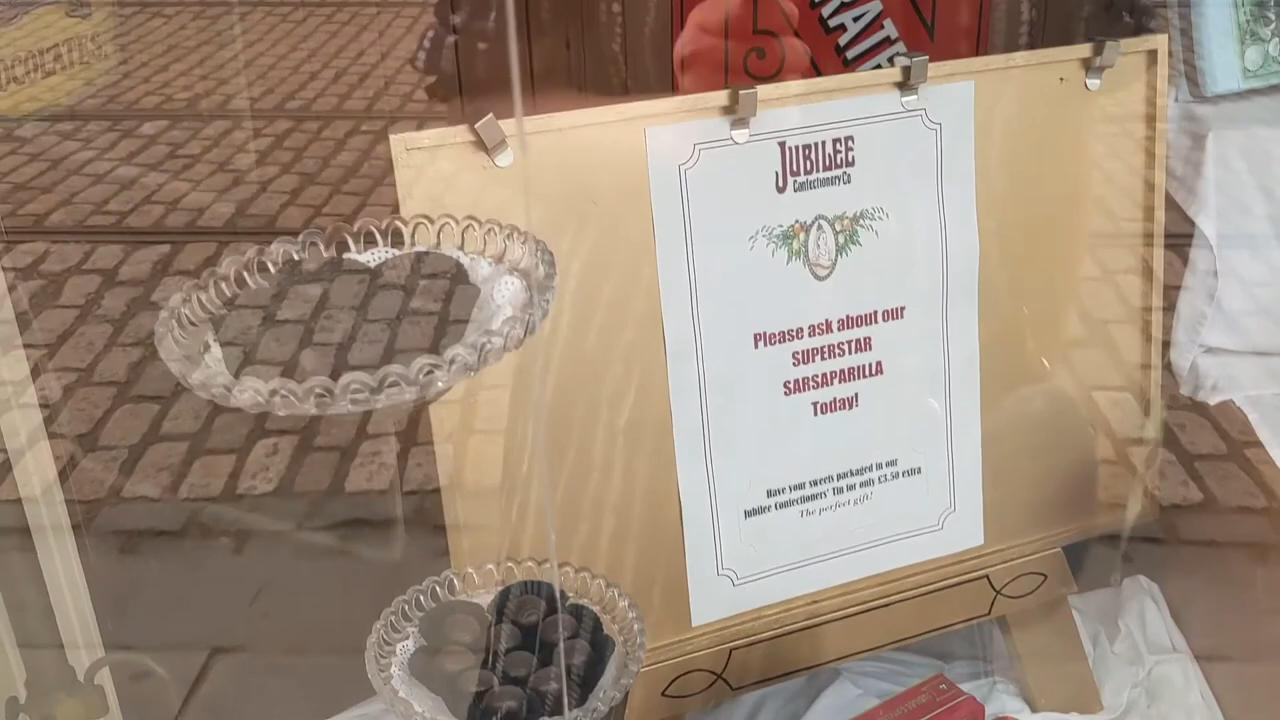 JUBILEE
Confectionery Co
Please ask about our
SUPERSTAR
SARSAPARILLA
Today!
Have your sweets packaged in our
Jubilee Confectioners' Tin for only £3.50 extra
The perfect gift!